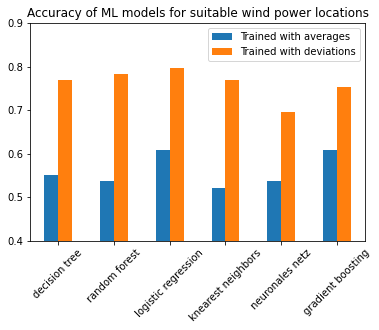 Accuracy of ML models for suitable wind power locations
Trained with averages
Trained with deviations
0.9
0.8
0.7
0.6
0.5
0.4
decision tree
random forest
logistic regression
knearest neighbors
neuronales netz
gradient boosting